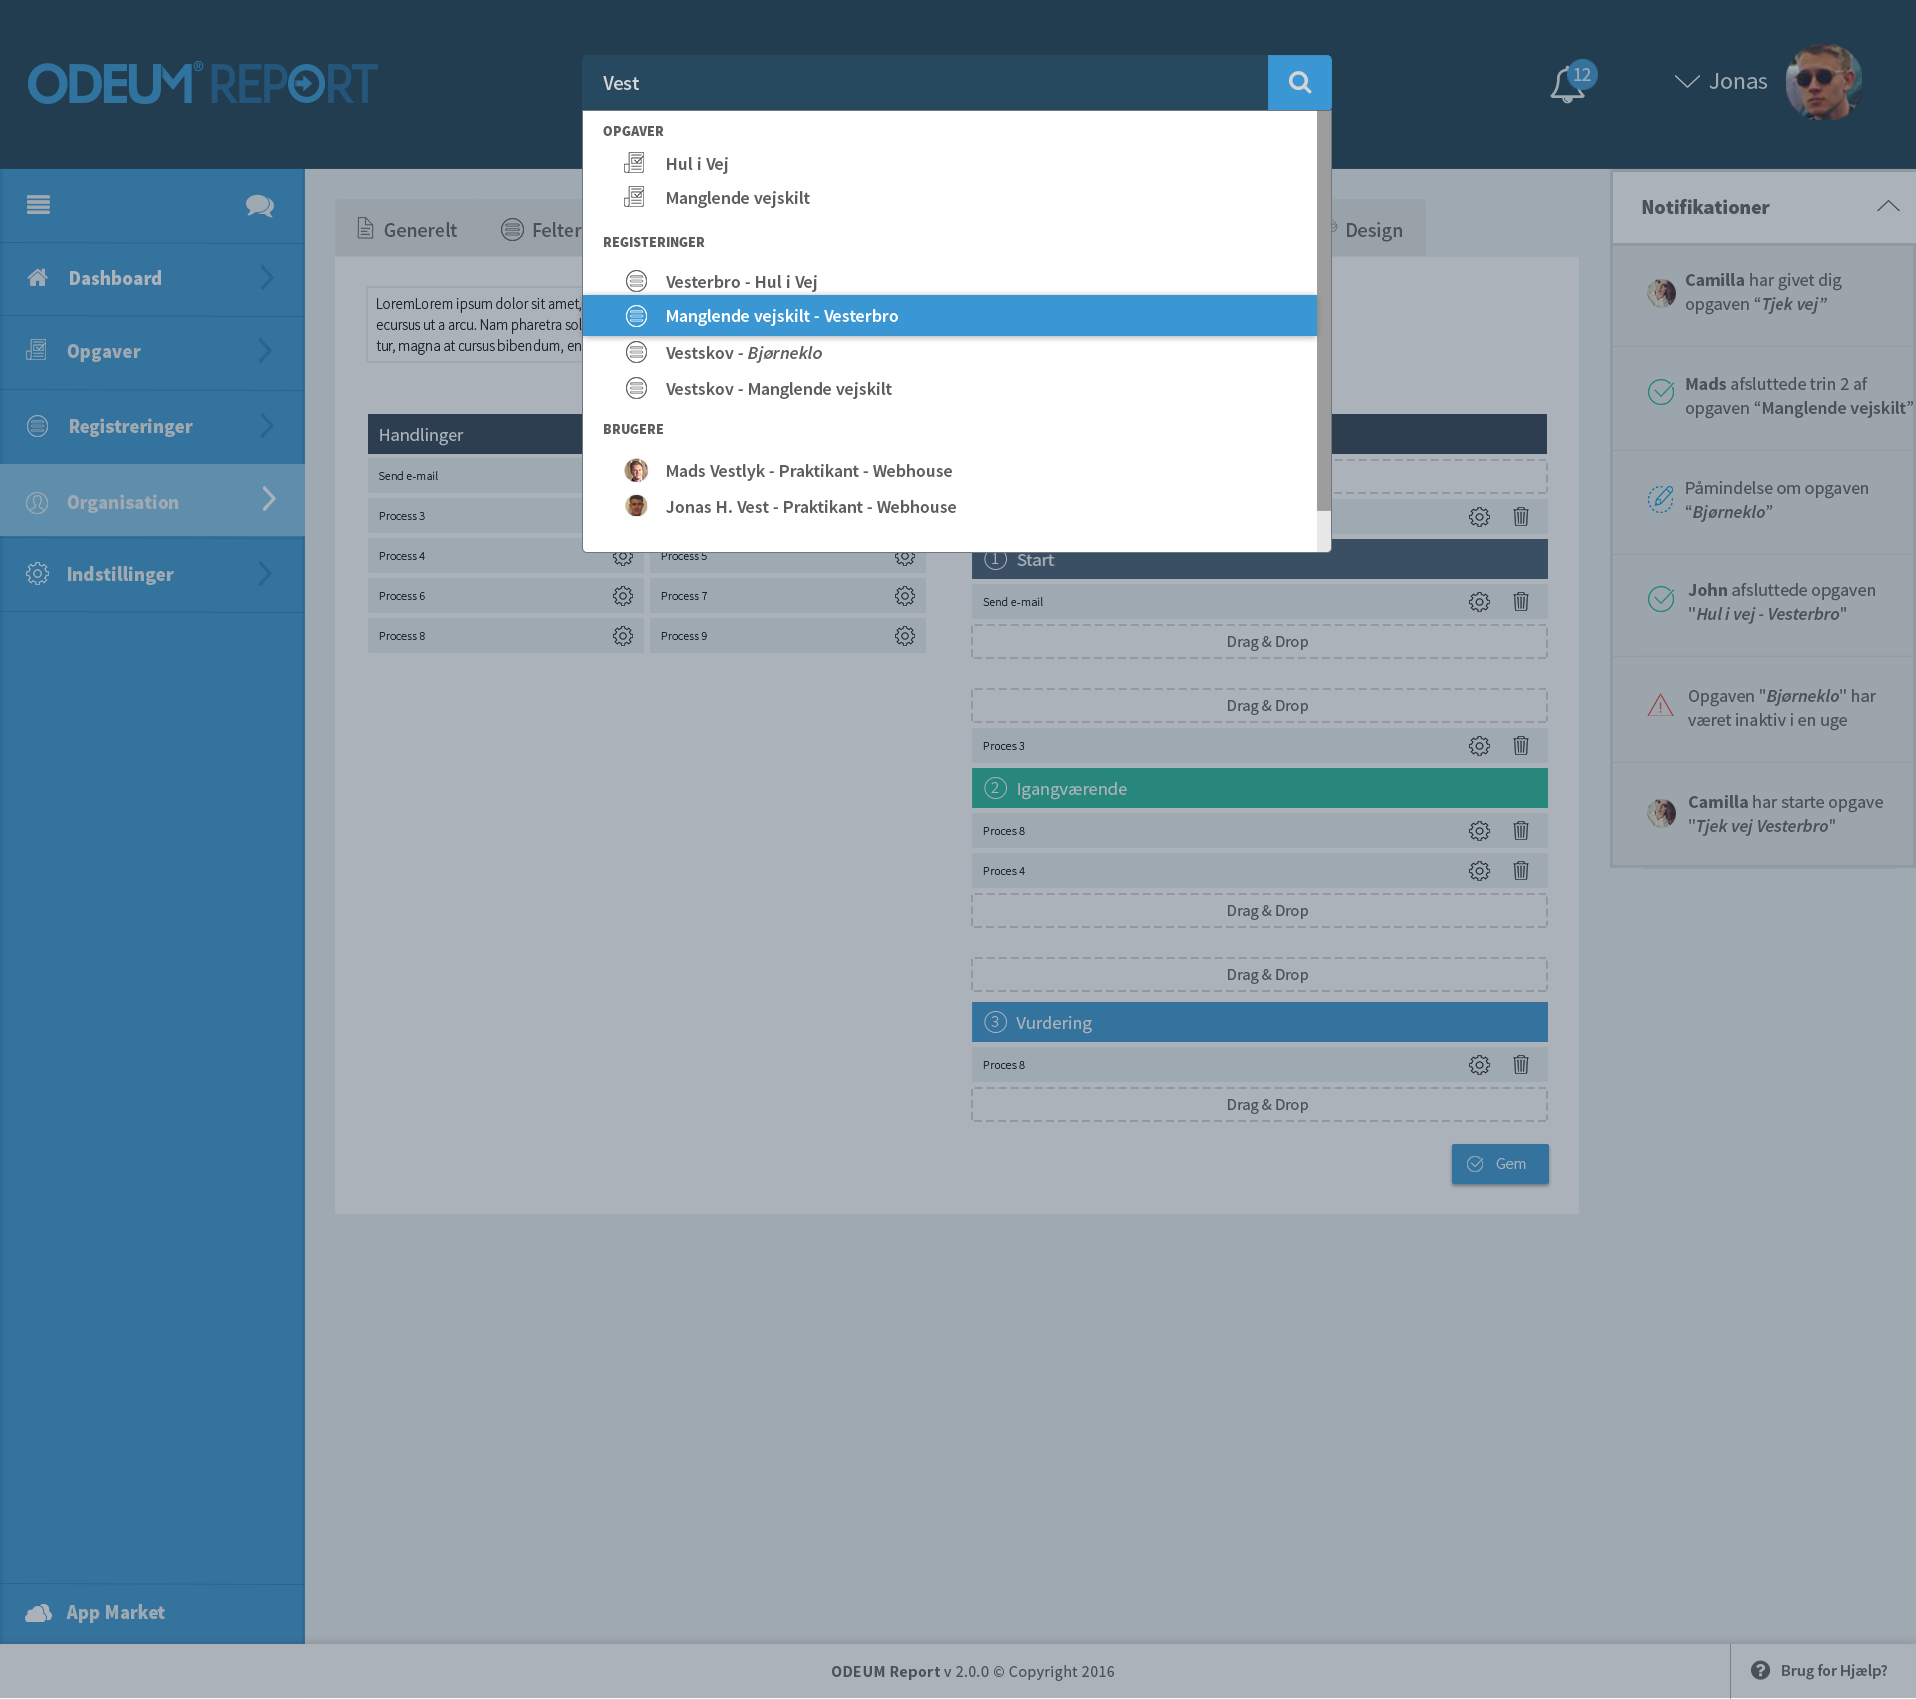 ODEUM® REPORT
Vest
12
Jonas
OPGAVER
Hul i Vej
Manglende vejskilt
REGISTERINGER
Vesterbro - Hul i Vej
Manglende vejskilt - Vesterbro
Vestskov - Bjørneklo
Vestskov - Manglende vejskilt
BRUGERE
Mads Vestlyk - Praktikant - Webhouse
Jonas H. Vest - Praktikant - Webhouse
Dashboard
Opgaver
Registreringer
Organisation
Indstillinger
App Market
Generelt
Felter
Design
LoremLorem ipsum dolor sit amet,
ecursus ut a arcu. Nam pharetra sol
tur, magna at cursus bibendum, en
Handlinger
Send e-mail
Process 3
Process 4
Process 5
Process 6
Process 7
Process 8
Process 9
1 Start
Send e-mail
Drag & Drop
Drag & Drop
Proces 3
2 Igangværende
Proces 8
Proces 4
Drag & Drop
Drag & Drop
3 Vurdering
Proces 8
Drag & Drop
Gem
Notifikationer
Camilla har givet dig
opgaven “Tjek vej”
Mads afsluttede trin 2 af
opgaven “Manglende vejskilt”
Påmindelse om opgaven
“Bjørneklo”
John afsluttede opgaven
"Hul i vej - Vesterbro"
Opgaven "Bjørneklo" har
været inaktiv i en uge
Camilla har starte opgave
"Tjek vej Vesterbro"
ODEUM Report v 2.0.0 © Copyright 2016
Brug for Hjælp?